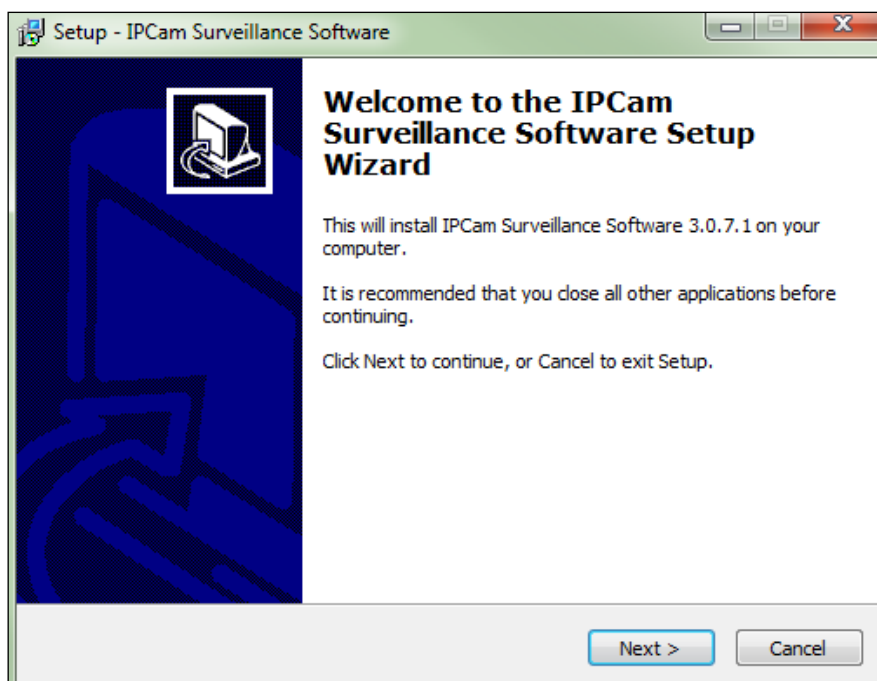 Setup - IPCam Surveillance Software
Welcome to the IPCam
Surveillance Software Setup
Wizard
This will install IPCam Surveillance Software 3.0.7.1 on your
computer.
It is recommended that you close all other applications before
continuing.
Click Next to continue, or Cancel to exit Setup.
Next >
Cancel